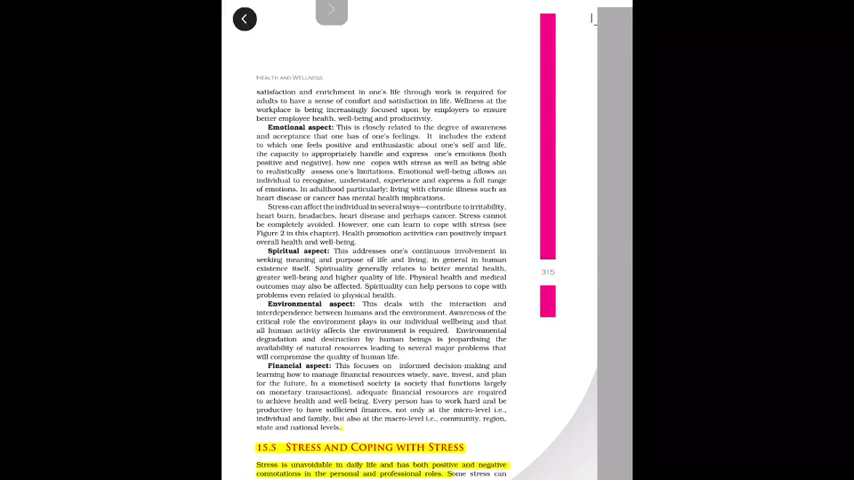 HEALTH AND WELLNESS
satisfaction and enrichment in one's life through work is required for
adults to have a sense of comfort and satisfaction in life. Wellness at the
workplace is being increasingly focused upon by employers to ensure
better employee health, well-being and productivity.
Emotional aspect: This is closely related to the degree of awareness
and acceptance that one has of one's feelings. It includes the extent
to which one feels positive and enthusiastic about one's self and life,
the capacity to appropriately handle and express one's emotions (both
positive and negative), how one copes with stress as well as being able
to realistically assess one's limitations. Emotional well-being allows an
individual to recognise, understand, experience and express a full range
of emotions. In adulthood particularly; living with chronic illness such as
heart disease or cancer has mental health implications.
Stress can affect the individual in several ways—contribute to irritability,
heart burn, headaches, heart disease and perhaps cancer. Stress cannot
be completely avoided. However, one can learn to cope with stress (see
Figure 2 in this chapter). Health promotion activities can positively impact
overall health and well-being.
Spiritual aspect: This addresses one's continuous involvement in
seeking meaning and purpose of life and living, in general in human
existence itself. Spirituality generally relates to better mental health,
greater well-being and higher quality of life. Physical health and medical
outcomes may also be affected. Spirituality can help persons to cope with
problems even related to physical health.
315
Environmental aspect: This deals with the interaction and
interdependence between humans and the environment. Awareness of the
critical role the environment plays in our individual wellbeing and that
all human activity affects the environment is required. Environmental
degradation and destruction by human beings is jeopardising the
availability of natural resources leading to several major problems that
will compromise the quality of human life.
Financial aspect: This focuses on informed decision-making and
learning how to manage financial resources wisely, save, invest, and plan
for the future. In a monetised society (a society that functions largely
on monetary transactions), adequate financial resources are required
to achieve health and well-being. Every person has to work hard and be
productive to have sufficient finances, not only at the micro-level i.e.,
individual and family, but also at the macro-level i.e., community, region,
state and national levels.
15.5 STRESS AND COPING WITH STRESS
Stress is unavoidable in daily life and has both positive and negative
connotations in the personal and professional roles. Some stress can